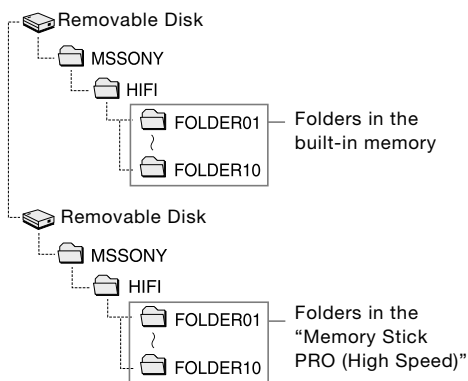 Removable Disk
MSSONY
HIFI
FOLDER01
FOLDER10
Folders in the
built-in memory
Removable Disk
MSSONY
HIFI
FOLDER01
FOLDER10
Folders in the
“Memory Stick
PRO (High Speed)”